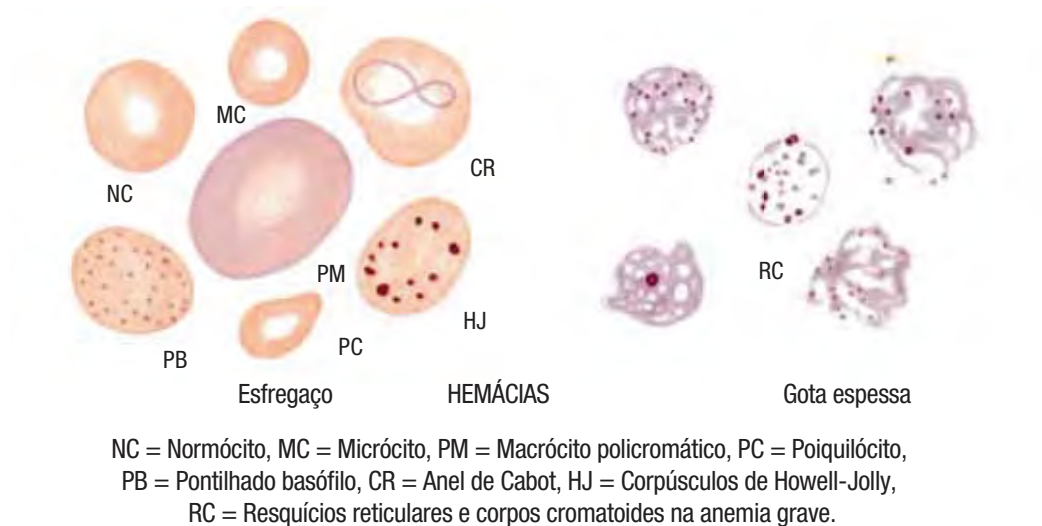 MC
CR
NC
PM
RC
HJ
PC
PB
Esfregaço HEMÁCIAS Gota espessa
NC = Normócito, MC = Micrócito, PM = Macrócito policromático, PC = Poiquilócito,
PB = Pontilhado basófilo, CR = Anel de Cabot, HJ = Corpúsculos de Howell-Jolly,
RC = Resquícios reticulares e corpos cromatoides na anemia grave.